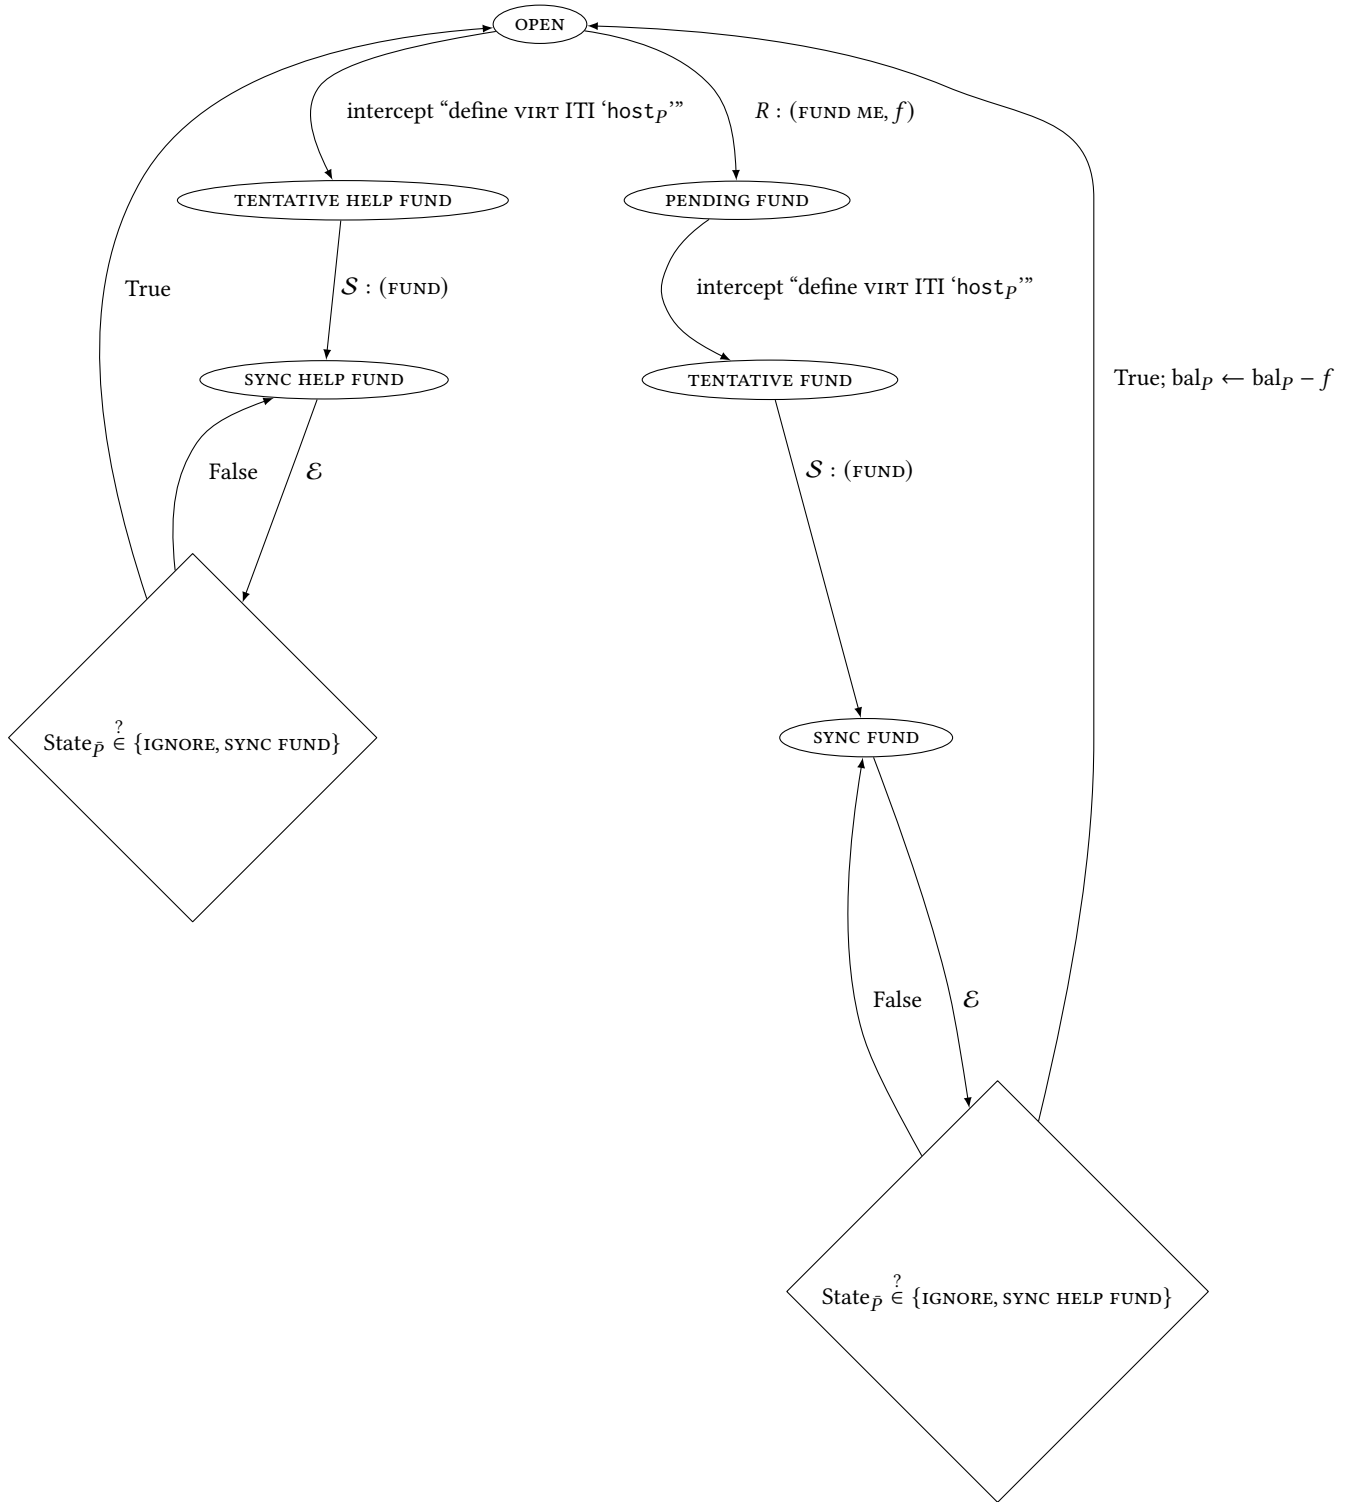 OPEN
intercept “define VIRT ITI ‘host_P’”
R : (FUND ME, f)
TENTATIVE HELP FUND
PENDING FUND
True
𝒮 : (FUND)
intercept “define VIRT ITI ‘host_P’”
SYNC HELP FUND
TENTATIVE FUND
True; bal_P ← bal_P − f
False
ℰ
𝒮 : (FUND)
State_P̄ ∈? {IGNORE, SYNC FUND}
SYNC FUND
False
ℰ
State_P̄ ∈? {IGNORE, SYNC HELP FUND}